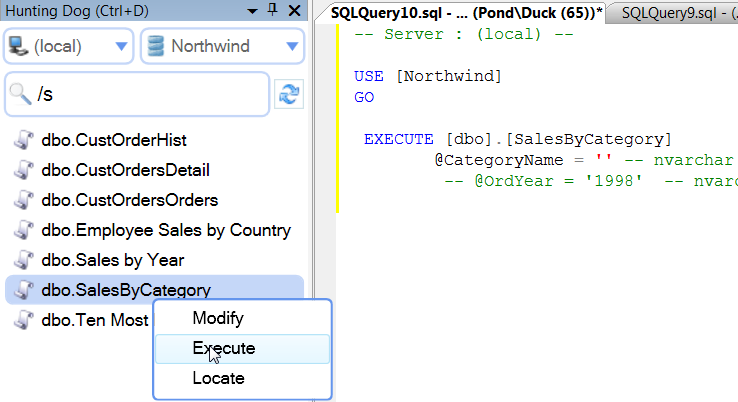 Hunting Dog (Ctrl+D)
(local)
Northwind
/s
dbo.CustOrderHist
dbo.CustOrdersDetail
dbo.CustOrdersOrders
dbo.Employee Sales by Country
dbo.Sales by Year
dbo.SalesByCategory
dbo.Ten Most
Modify
Execute
Locate
SQLQuery10.sql - ... (Pond\Duck (65))*
SQLQuery9.sql - (
-- Server : (local) --
USE [Northwind]
GO
EXECUTE [dbo].[SalesByCategory]
@CategoryName = '' -- nvarchar
-- @OrdYear = '1998'  -- nvarc